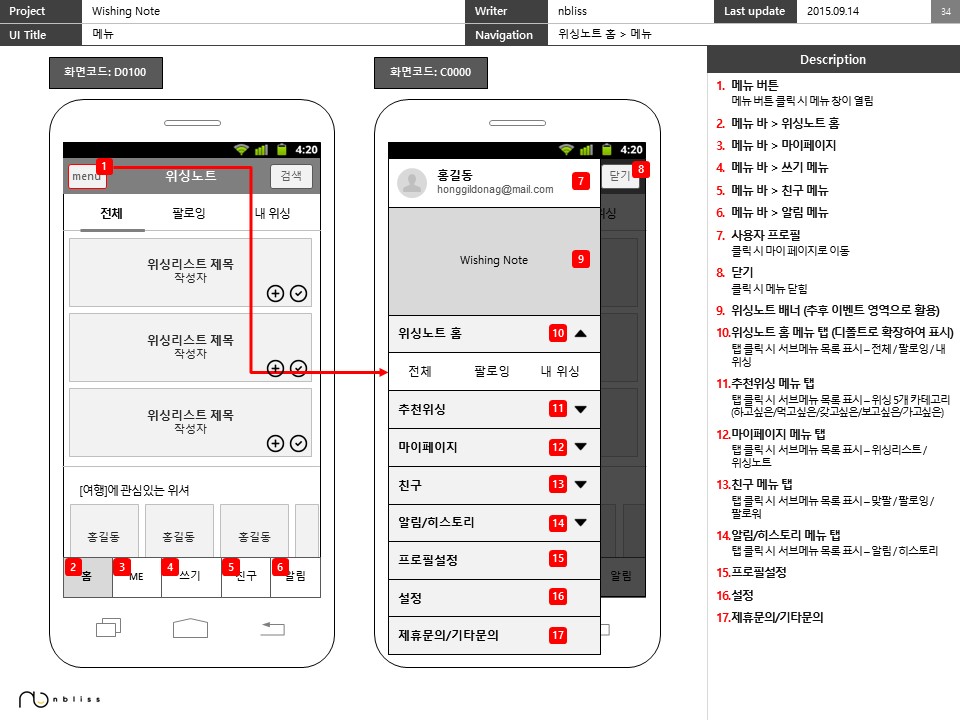 Project Wishing Note Writer nbliss Last update 2015.09.14 34
UI Title 메뉴 Navigation 위싱노트 홈 > 메뉴
화면코드: D0100
4:20
menu 1 위싱노트 검색
전체 팔로잉 내 위싱
위싱리스트 제목
작성자
위싱리스트 제목
작성자
위싱리스트 제목
작성자
[여행]에 관심있는 위셔
홍길동 홍길동 홍길동
2 홈 3 ME 4 쓰기 5 친구 6 알림
화면코드: C0000
4:20
홍길동 7 닫기 8
honggildonag@mail.com
위싱
Wishing Note 9
위싱노트 홈 10
전체 팔로잉 내 위싱
추천위싱 11
마이페이지 12
친구 13
알림/히스토리 14
프로필설정 15 알림
설정 16
제휴문의/기타문의 17
Description
1. 메뉴 버튼
메뉴 버튼 클릭 시 메뉴 창이 열림
2. 메뉴 바 > 위싱노트 홈
3. 메뉴 바 > 마이페이지
4. 메뉴 바 > 쓰기 메뉴
5. 메뉴 바 > 친구 메뉴
6. 메뉴 바 > 알림 메뉴
7. 사용자 프로필
클릭 시 마이 페이지로 이동
8. 닫기
클릭 시 메뉴 닫힘
9. 위싱노트 배너 (추후 이벤트 영역으로 활용)
10. 위싱노트 홈 메뉴 탭 (디폴트로 확장하여 표시)
탭 클릭 시 서브메뉴 목록 표시 – 전체 / 팔로잉 / 내
위싱
11. 추천위싱 메뉴 탭
탭 클릭 시 서브메뉴 목록 표시 – 위싱 5개 카테고리
(하고싶은/먹고싶은/갖고싶은/보고싶은/가고싶은)
12. 마이페이지 메뉴 탭
탭 클릭 시 서브메뉴 목록 표시 – 위싱리스트 /
위싱노트
13. 친구 메뉴 탭
탭 클릭 시 서브메뉴 목록 표시 – 맞팔 / 팔로잉 /
팔로워
14. 알림/히스토리 메뉴 탭
탭 클릭 시 서브메뉴 목록 표시 – 알림 / 히스토리
15. 프로필설정
16. 설정
17. 제휴문의/기타문의
nbliss